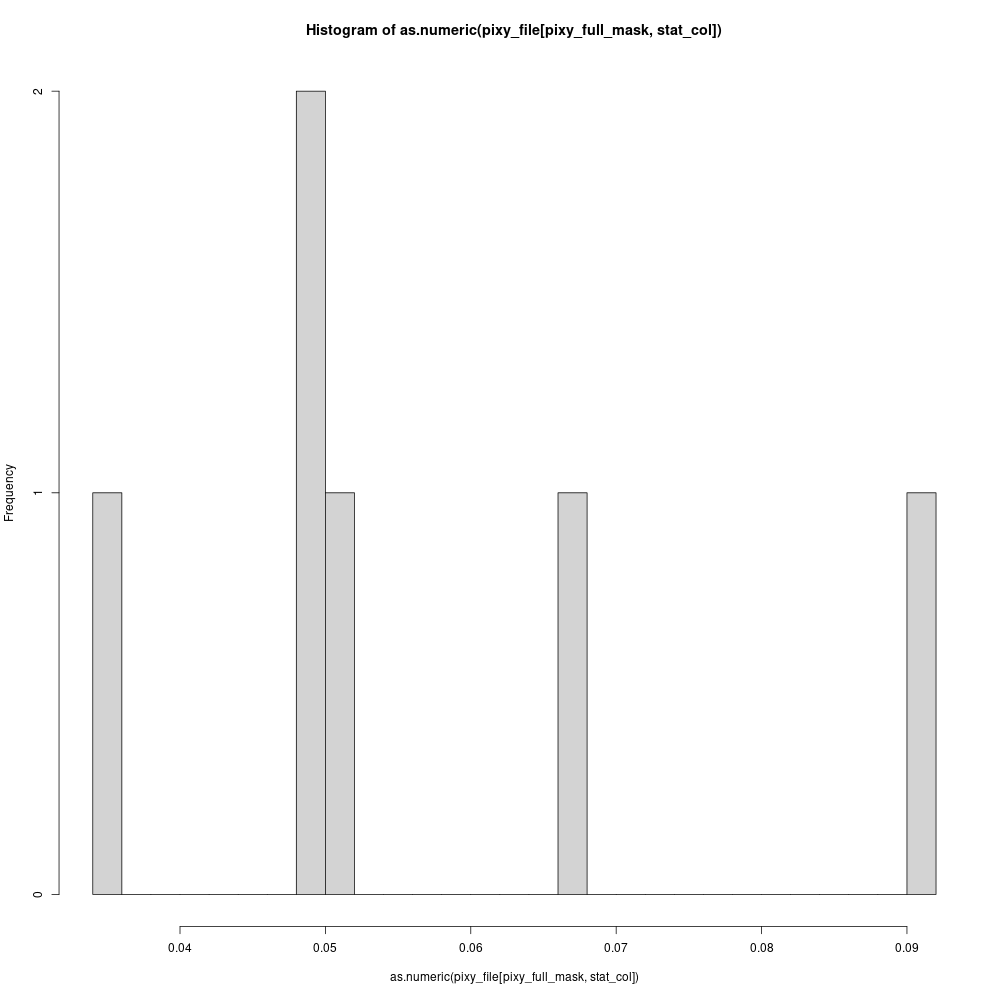 Histogram of as.numeric(pixy_file[pixy_full_mask, stat_col])
2
1
0
Frequency
0.04 0.05 0.06 0.07 0.08 0.09
as.numeric(pixy_file[pixy_full_mask, stat_col])